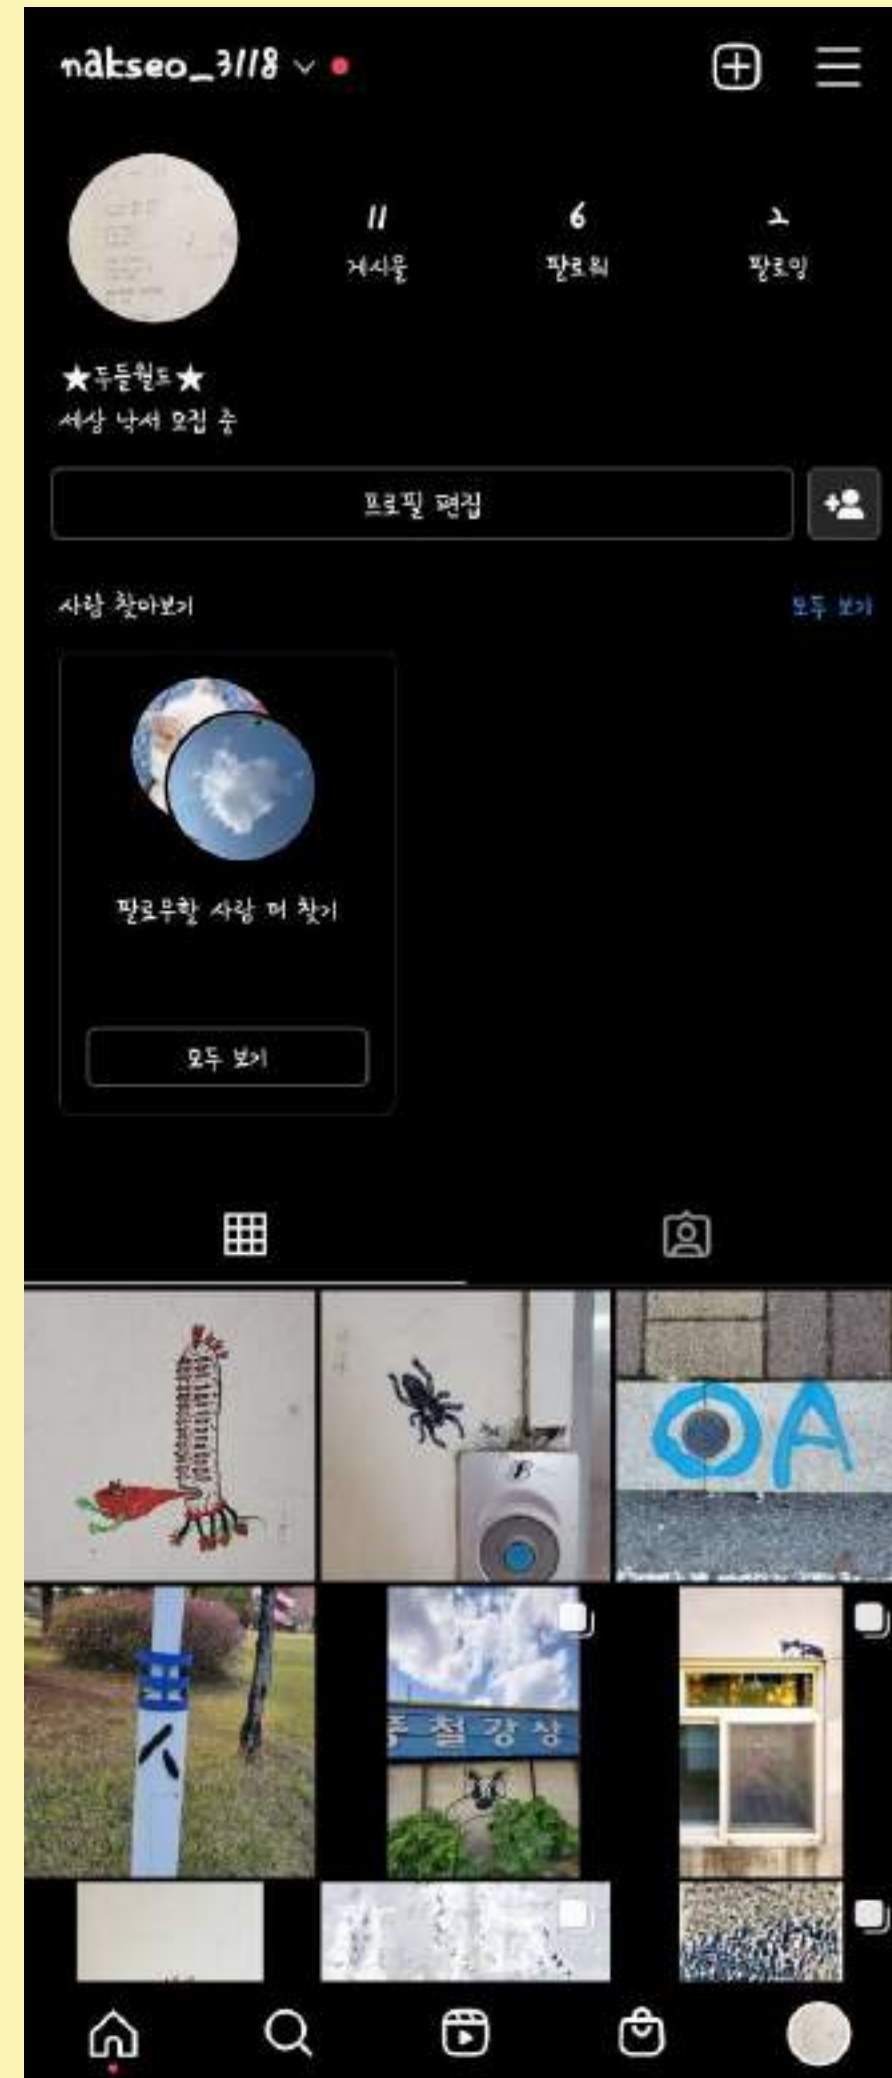 nakseo_3118
11 6 2
게시물 팔로워 팔로잉
★두들월드★
세상 낙서 모집 중
프로필 편집
사람 찾아보기 모두 보기
팔로우할 사람 더 찾기
모두 보기
OA
철강상